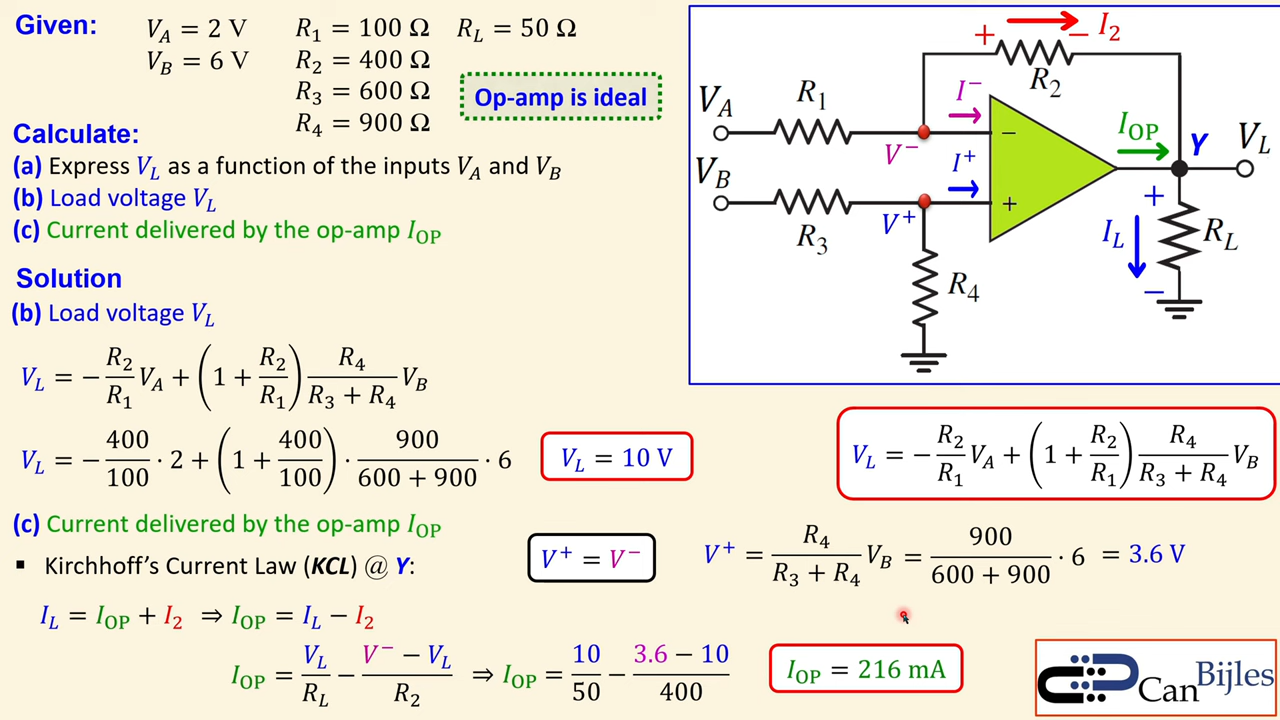 Given: V_A = 2 V R_1 = 100 Ω R_L = 50 Ω
V_B = 6 V R_2 = 400 Ω
R_3 = 600 Ω
R_4 = 900 Ω
Op-amp is ideal
Calculate:
(a) Express V_L as a function of the inputs V_A and V_B
(b) Load voltage V_L
(c) Current delivered by the op-amp I_OP
+ − I_2
R_2
V_A R_1 I^−
V^− −
I_OP Y V_L
V_B I^+
R_3 V^+ +
R_4
I_L + − R_L
Solution
(b) Load voltage V_L
V_L = −R_2/R_1 V_A + (1 + R_2/R_1) R_4/(R_3 + R_4) V_B
V_L = −400/100 · 2 + (1 + 400/100) · 900/(600 + 900) · 6
V_L = 10 V
V_L = −R_2/R_1 V_A + (1 + R_2/R_1) R_4/(R_3 + R_4) V_B
(c) Current delivered by the op-amp I_OP
▪ Kirchhoff's Current Law (KCL) @ Y:
V^+ = V^−
V^+ = R_4/(R_3 + R_4) V_B = 900/(600 + 900) · 6 = 3.6 V
I_L = I_OP + I_2 ⇒ I_OP = I_L − I_2
I_OP = V_L/R_L − (V^− − V_L)/R_2 ⇒ I_OP = 10/50 − (3.6 − 10)/400
I_OP = 216 mA
Can Bijles